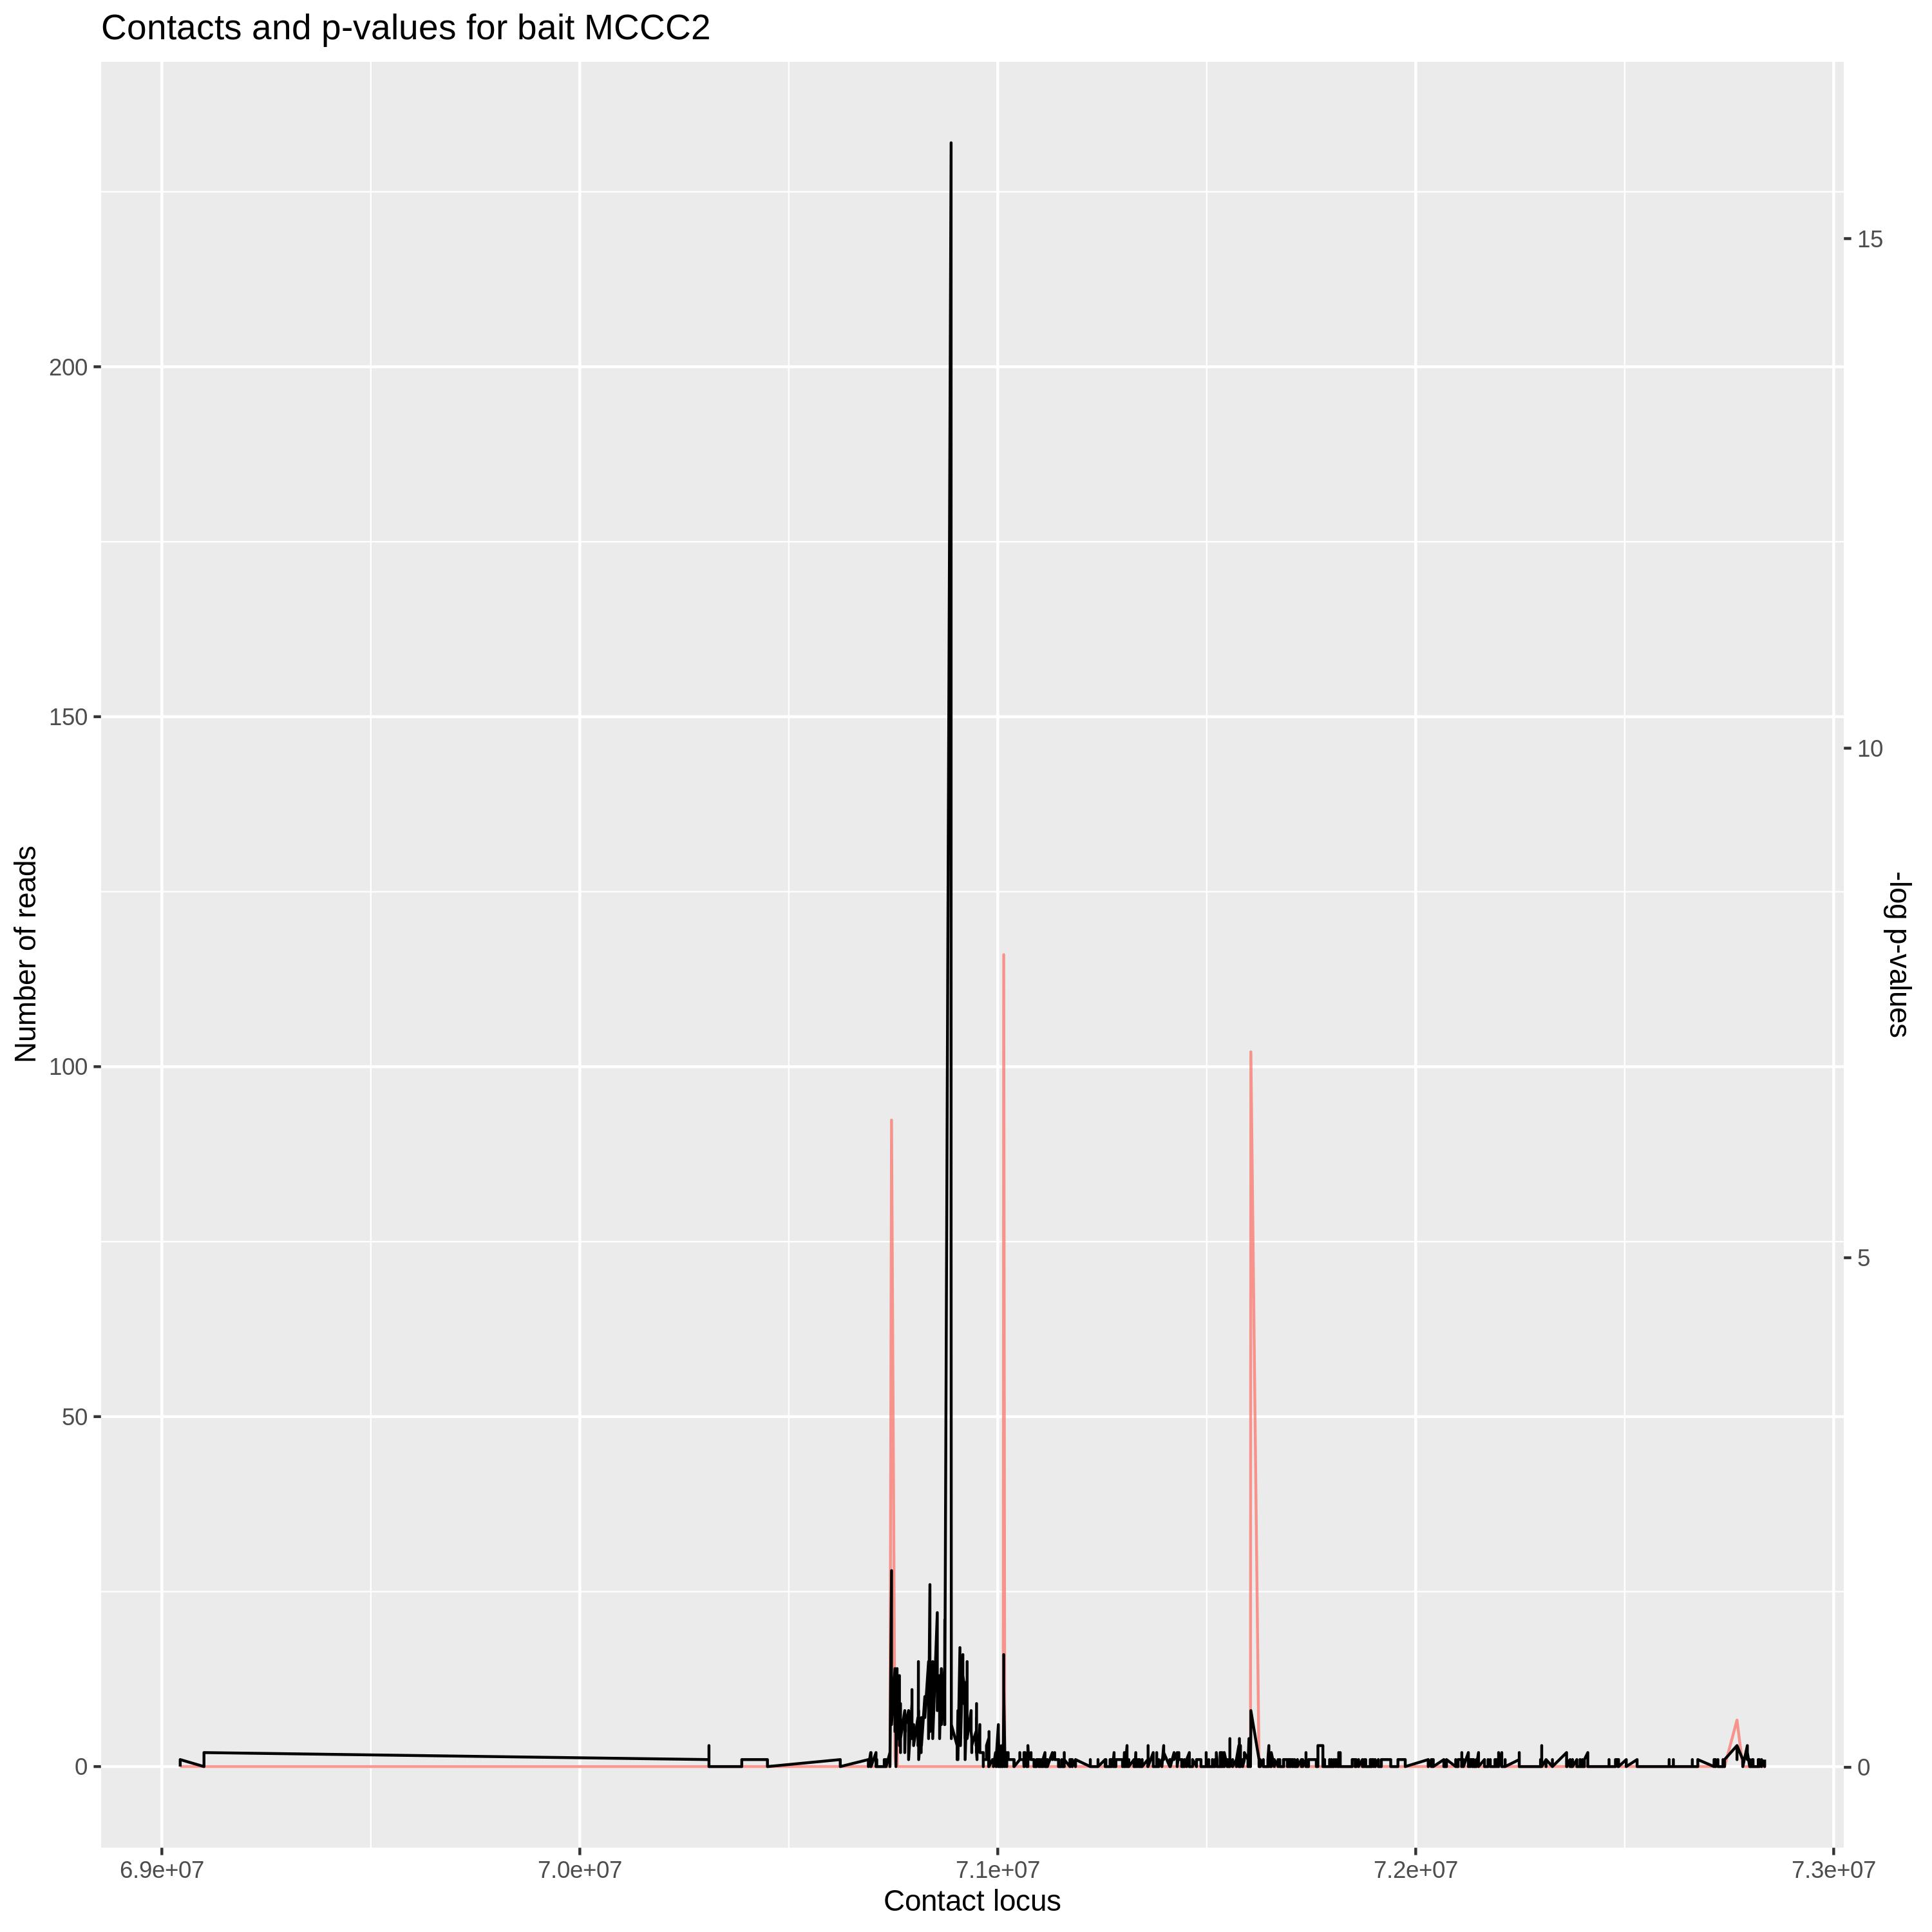 Contacts and p-values for bait MCCC2
Number of reads
200
150
100
50
0
15
10
5
0
-log p-values
6.9e+07 7.0e+07 7.1e+07 7.2e+07 7.3e+07
Contact locus